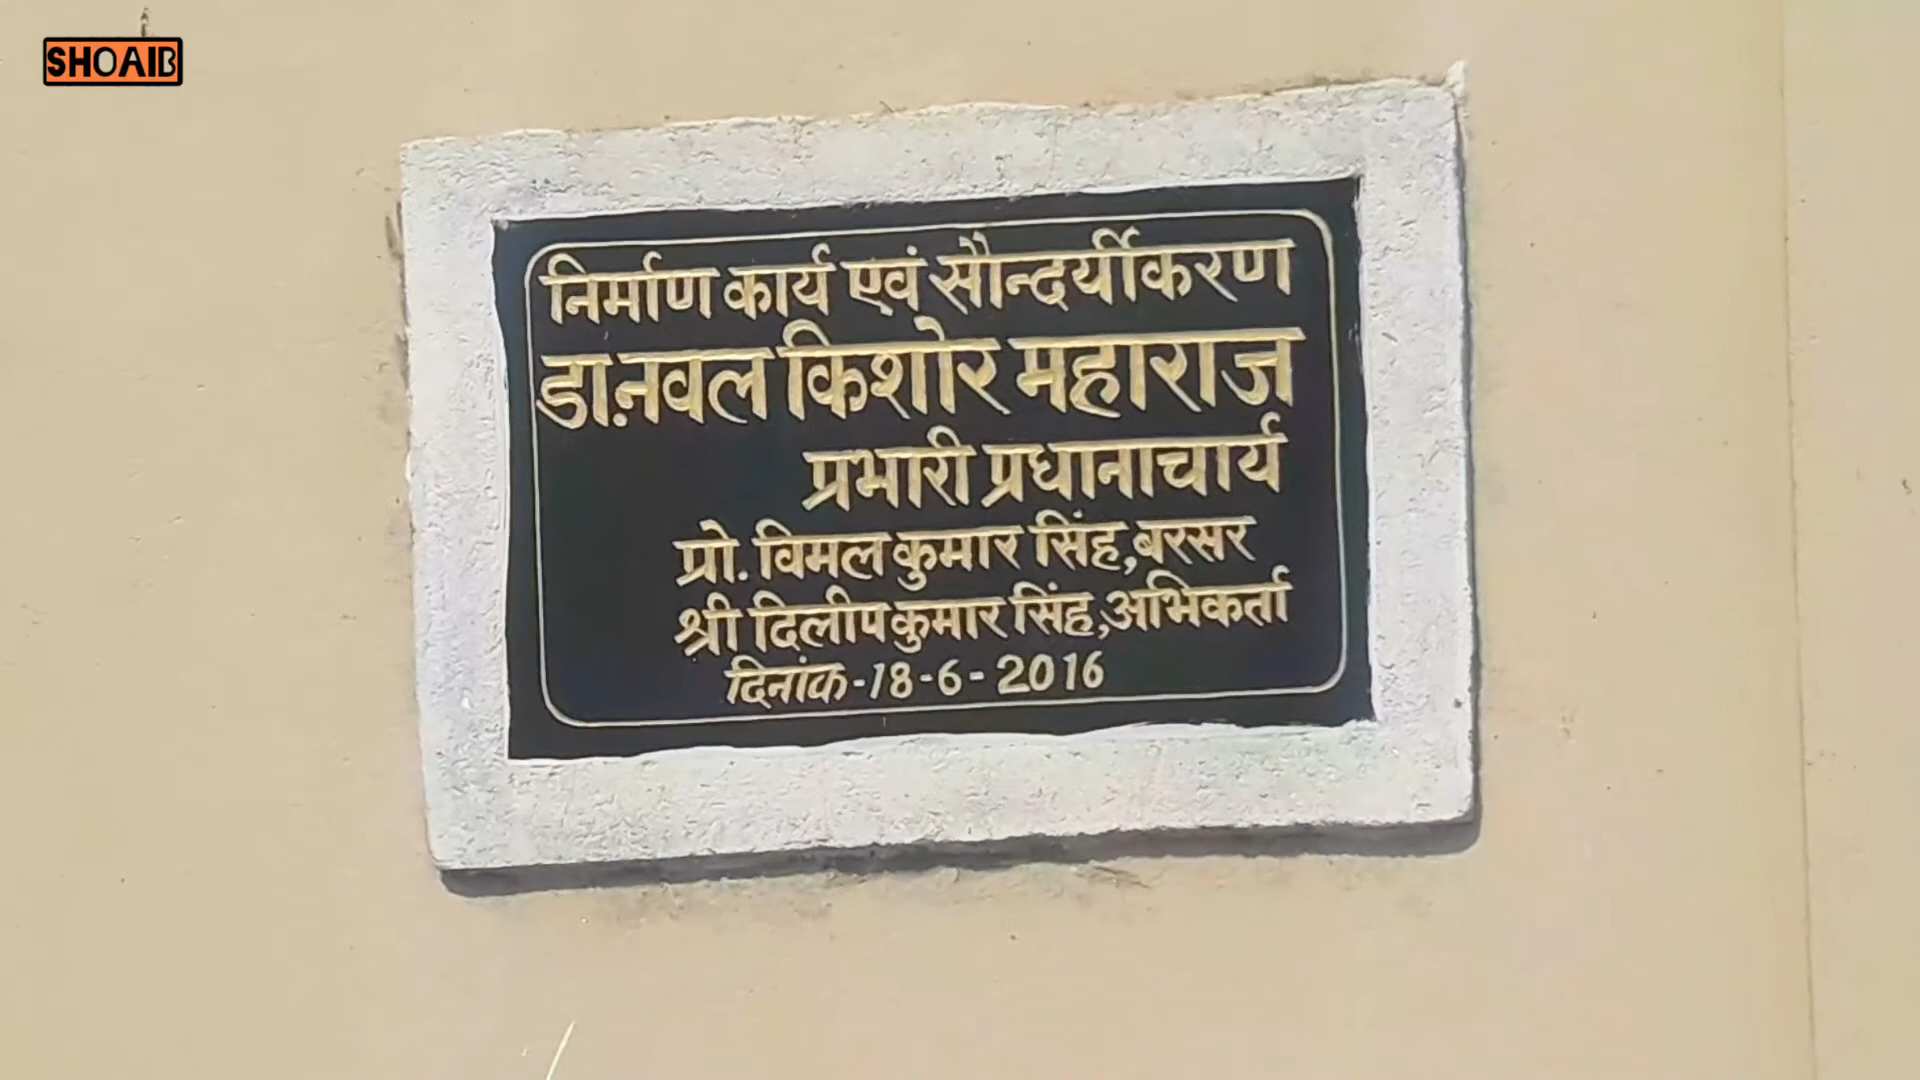 SHOAIB
निर्माण कार्य एवं सौन्दर्यीकरण
डा.नवल किशोर महाराज
प्रभारी प्रधानाचार्य
प्रो. विमल कुमार सिंह,बरसर
श्री दिलीप कुमार सिंह,अभिकर्ता
दिनांक-18-6-2016